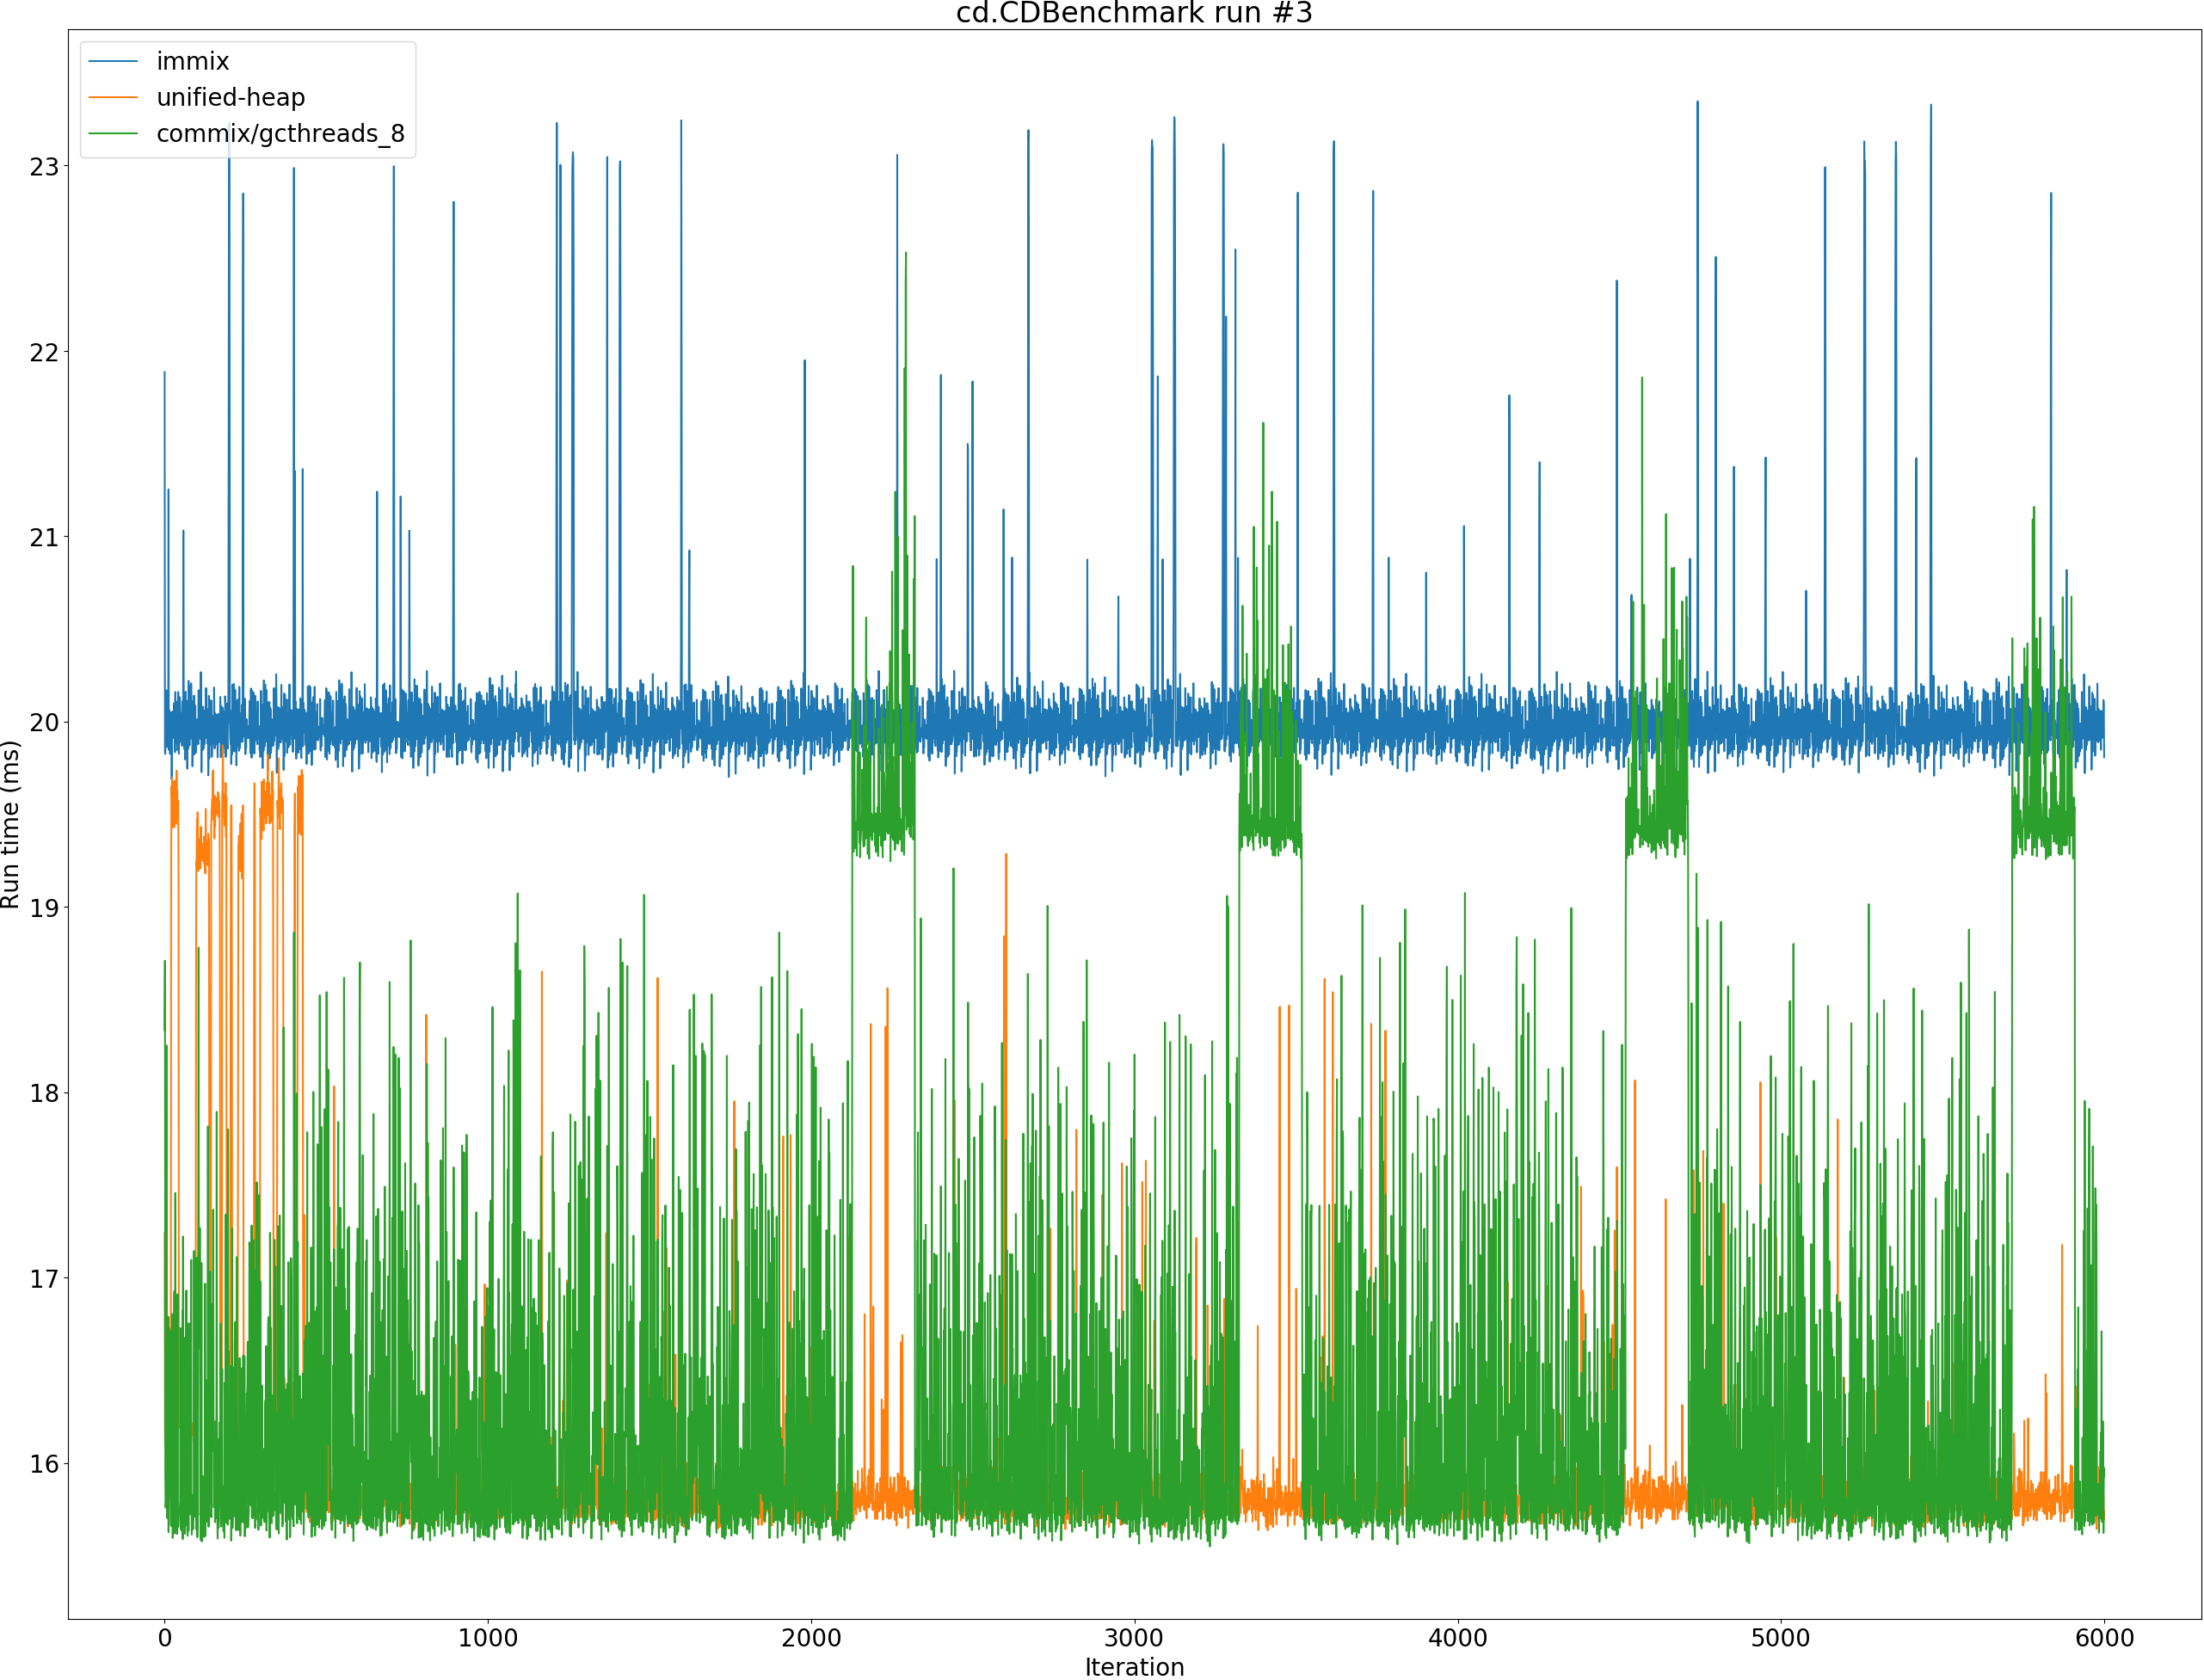 cd.CDBenchmark run #3
immix
unified-heap
commix/gcthreads_8
23
22
21
20
19
18
17
16
Run time (ms)
0 1000 2000 3000 4000 5000 6000
Iteration